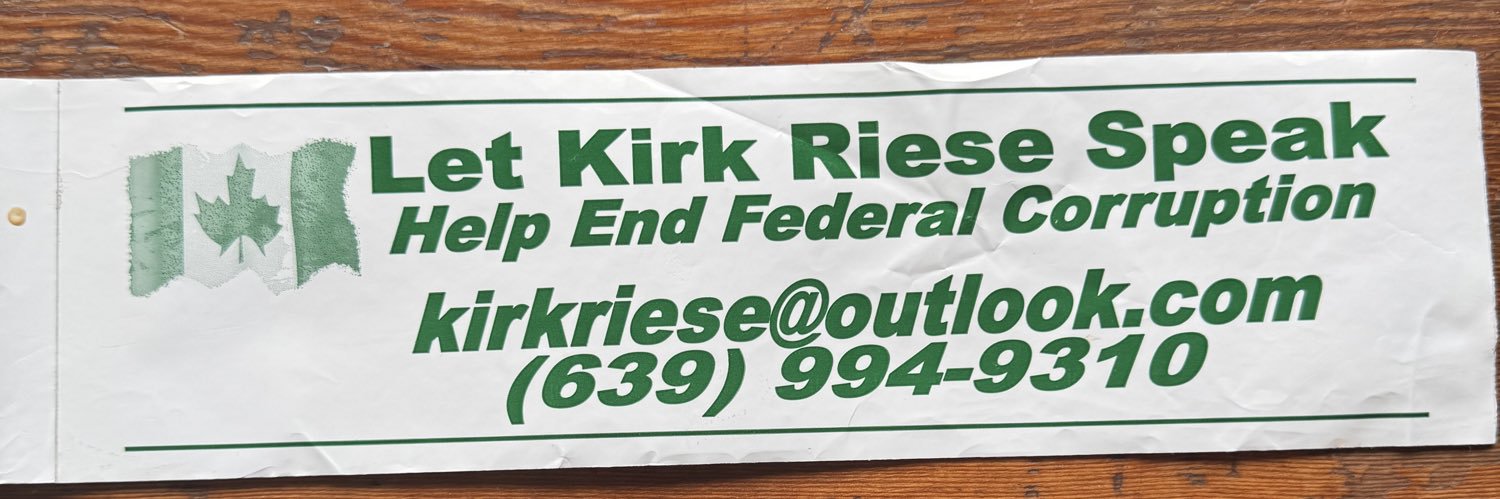 Let Kirk Riese Speak
Help End Federal Corruption
kirkriese@outlook.com
(639) 994-9310